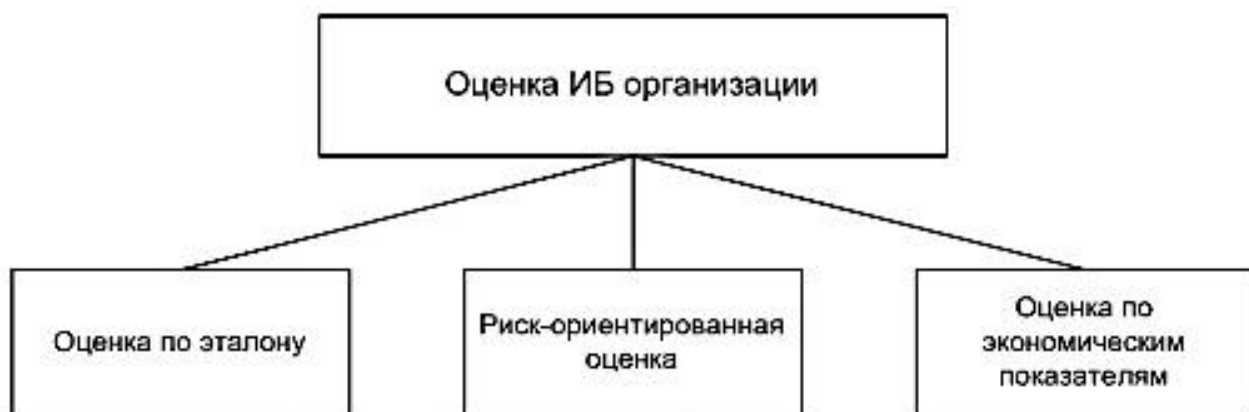 Оценка ИБ организации
Оценка по эталону
Риск-ориентированная
оценка
Оценка по
экономическим
показателям